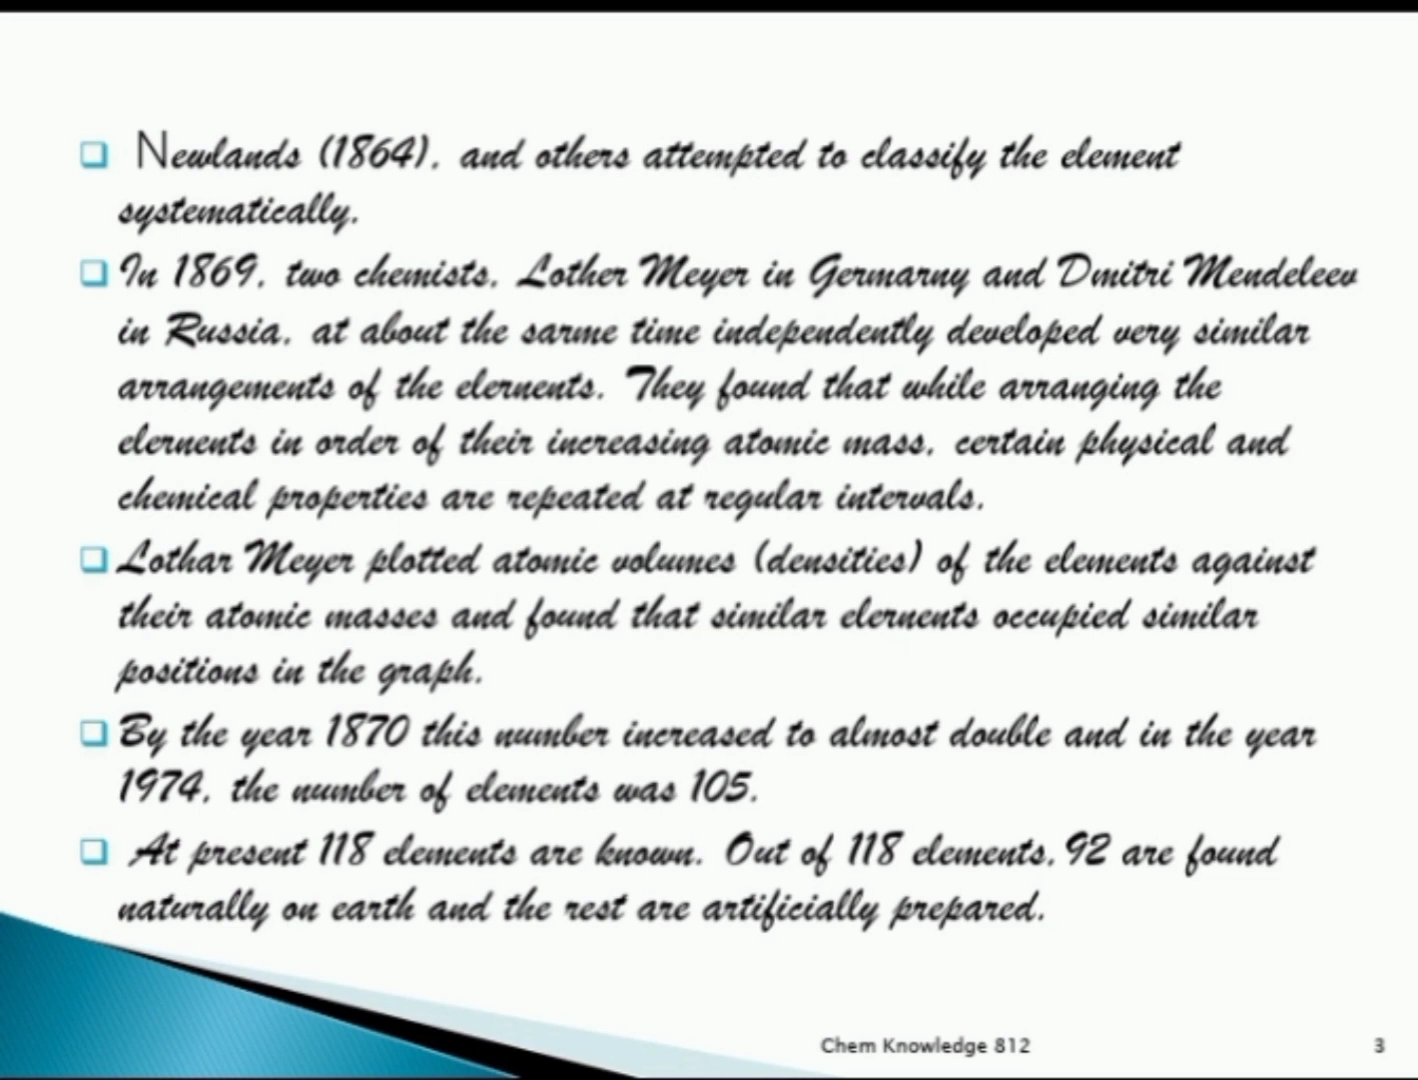 Newlands (1864), and others attempted to classify the element
systematically.
In 1869, two chemists, Lother Meyer in Germarny and Dmitri Mendeleev
in Russia, at about the sarme time independently developed very similar
arrangements of the elernents. They found that while arranging the
elernents in order of their increasing atomic mass, certain physical and
chemical properties are repeated at regular intervals.
Lothar Meyer plotted atomic volumes (densities) of the elements against
their atomic masses and found that similar elernents occupied similar
positions in the graph.
By the year 1870 this number increased to almost double and in the year
1974, the number of elements was 105.
At present 118 elements are known. Out of 118 elements, 92 are found
naturally on earth and the rest are artificially prepared.
Chem Knowledge 812
3